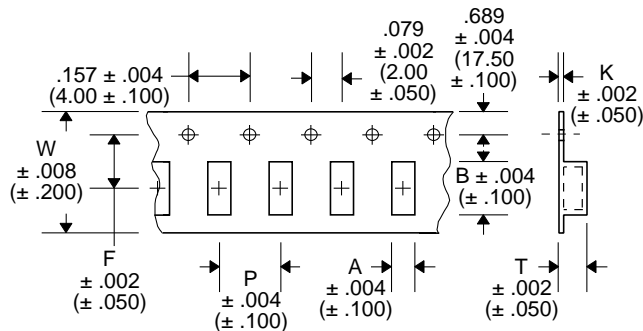 .079
± .002
(2.00
± .050)
.689
± .004
(17.50
± .100)
.157 ± .004
(4.00 ± .100)
K
± .002
(± .050)
W
± .008
(± .200)
B ± .004
(± .100)
F
± .002
(± .050)
P
± .004
(± .100)
A
± .004
(± .100)
T
± .002
(± .050)